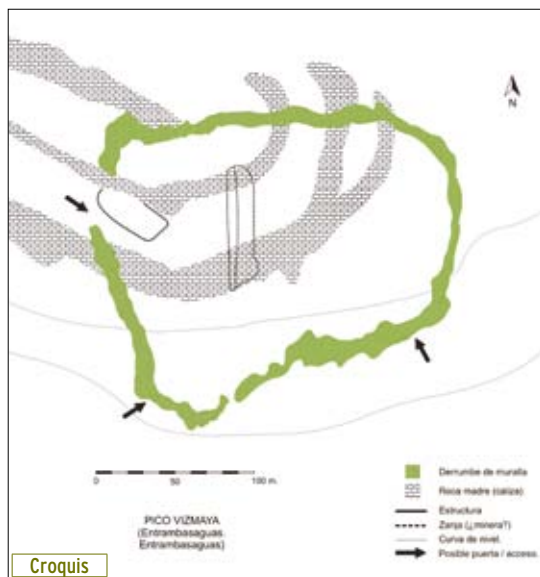 N
0 50 100 m.
PICO VIZMAYA
(Entrambasaguas.
Entrambasaguas)
Derrumbe de muralla
Roca madre (caliza)
Estructura
Zanja (¿minera?)
Curva de nivel.
Posible puerta / acceso.
Croquis